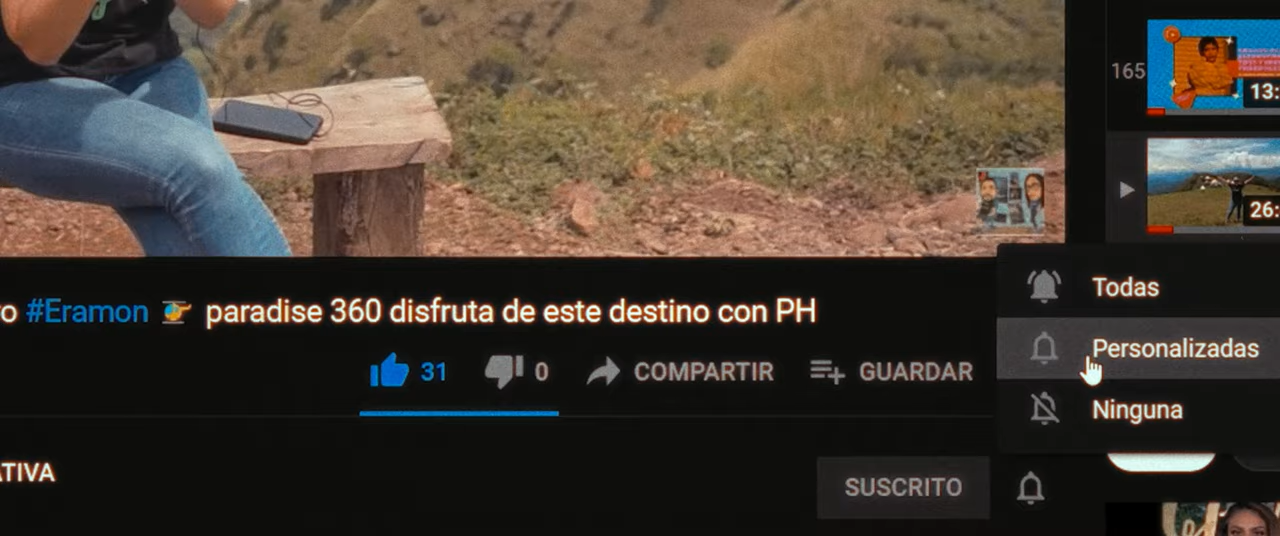 165
13:
26:
Todas
o #Eramon paradise 360 disfruta de este destino con PH
Personalizadas
31 0 COMPARTIR GUARDAR
Ninguna
ATIVA
SUSCRITO